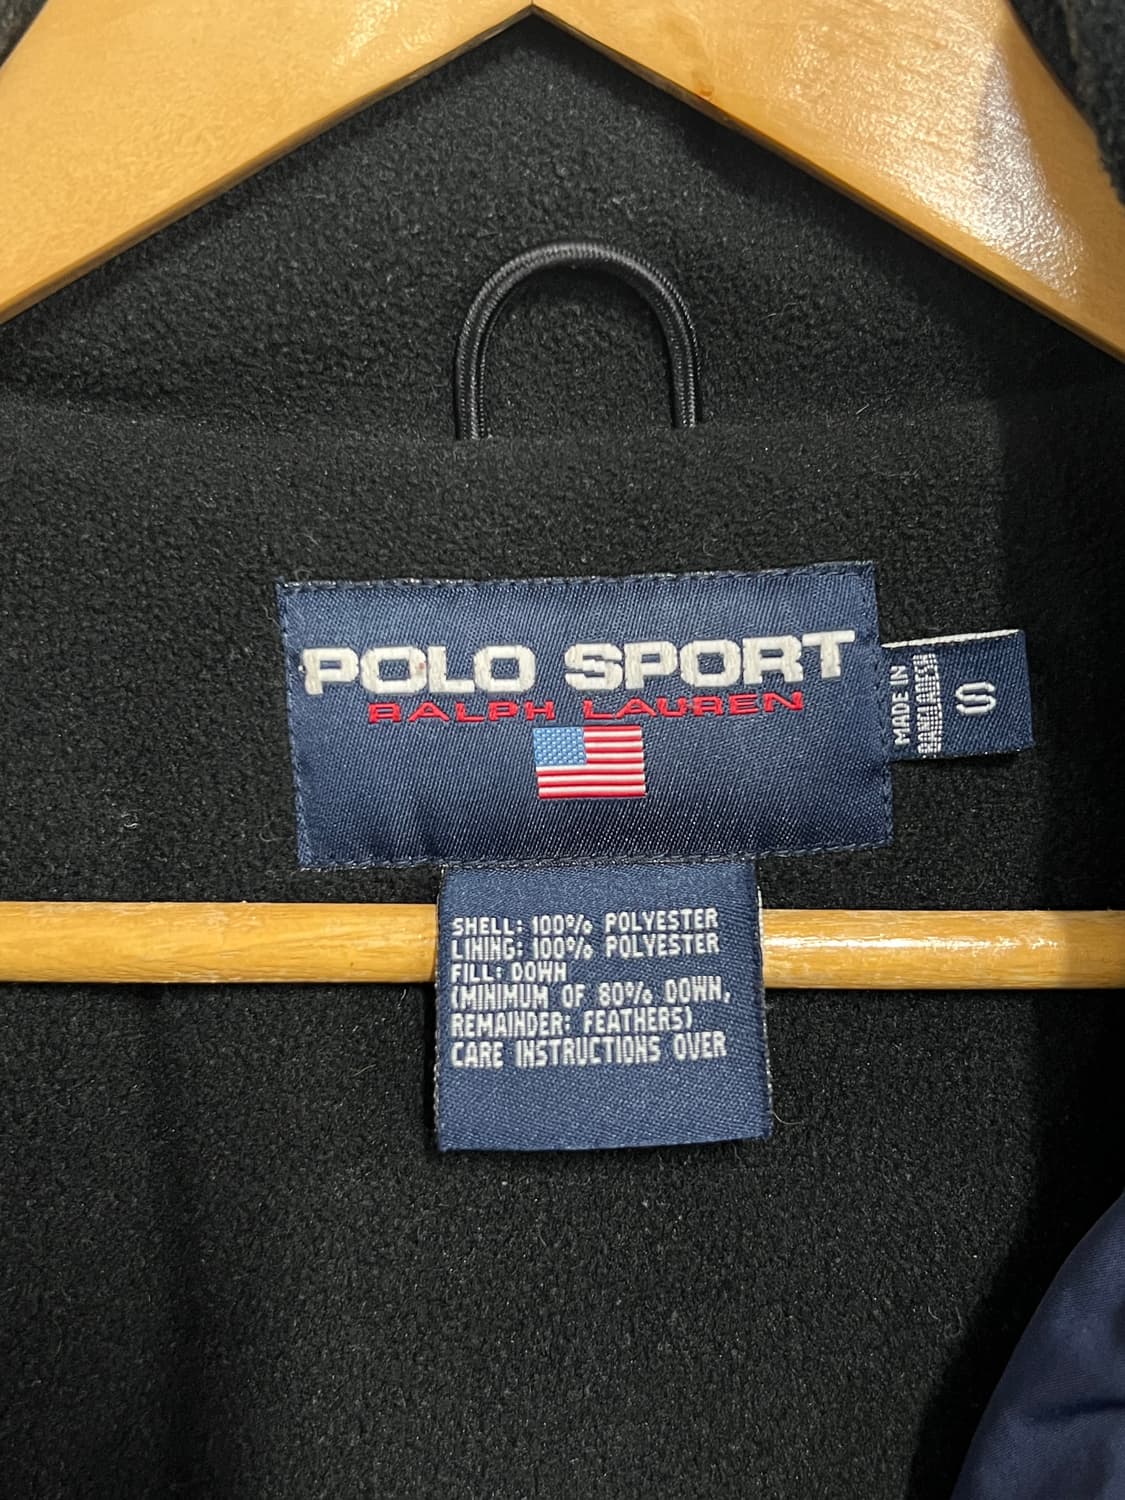 POLO SPORT
RALPH LAUREN
MADE IN
BANGLADESH
S
SHELL: 100% POLYESTER
LINING: 100% POLYESTER
FILL: DOWN
(MINIMUM OF 80% DOWN,
REMAINDER: FEATHERS)
CARE INSTRUCTIONS OVER